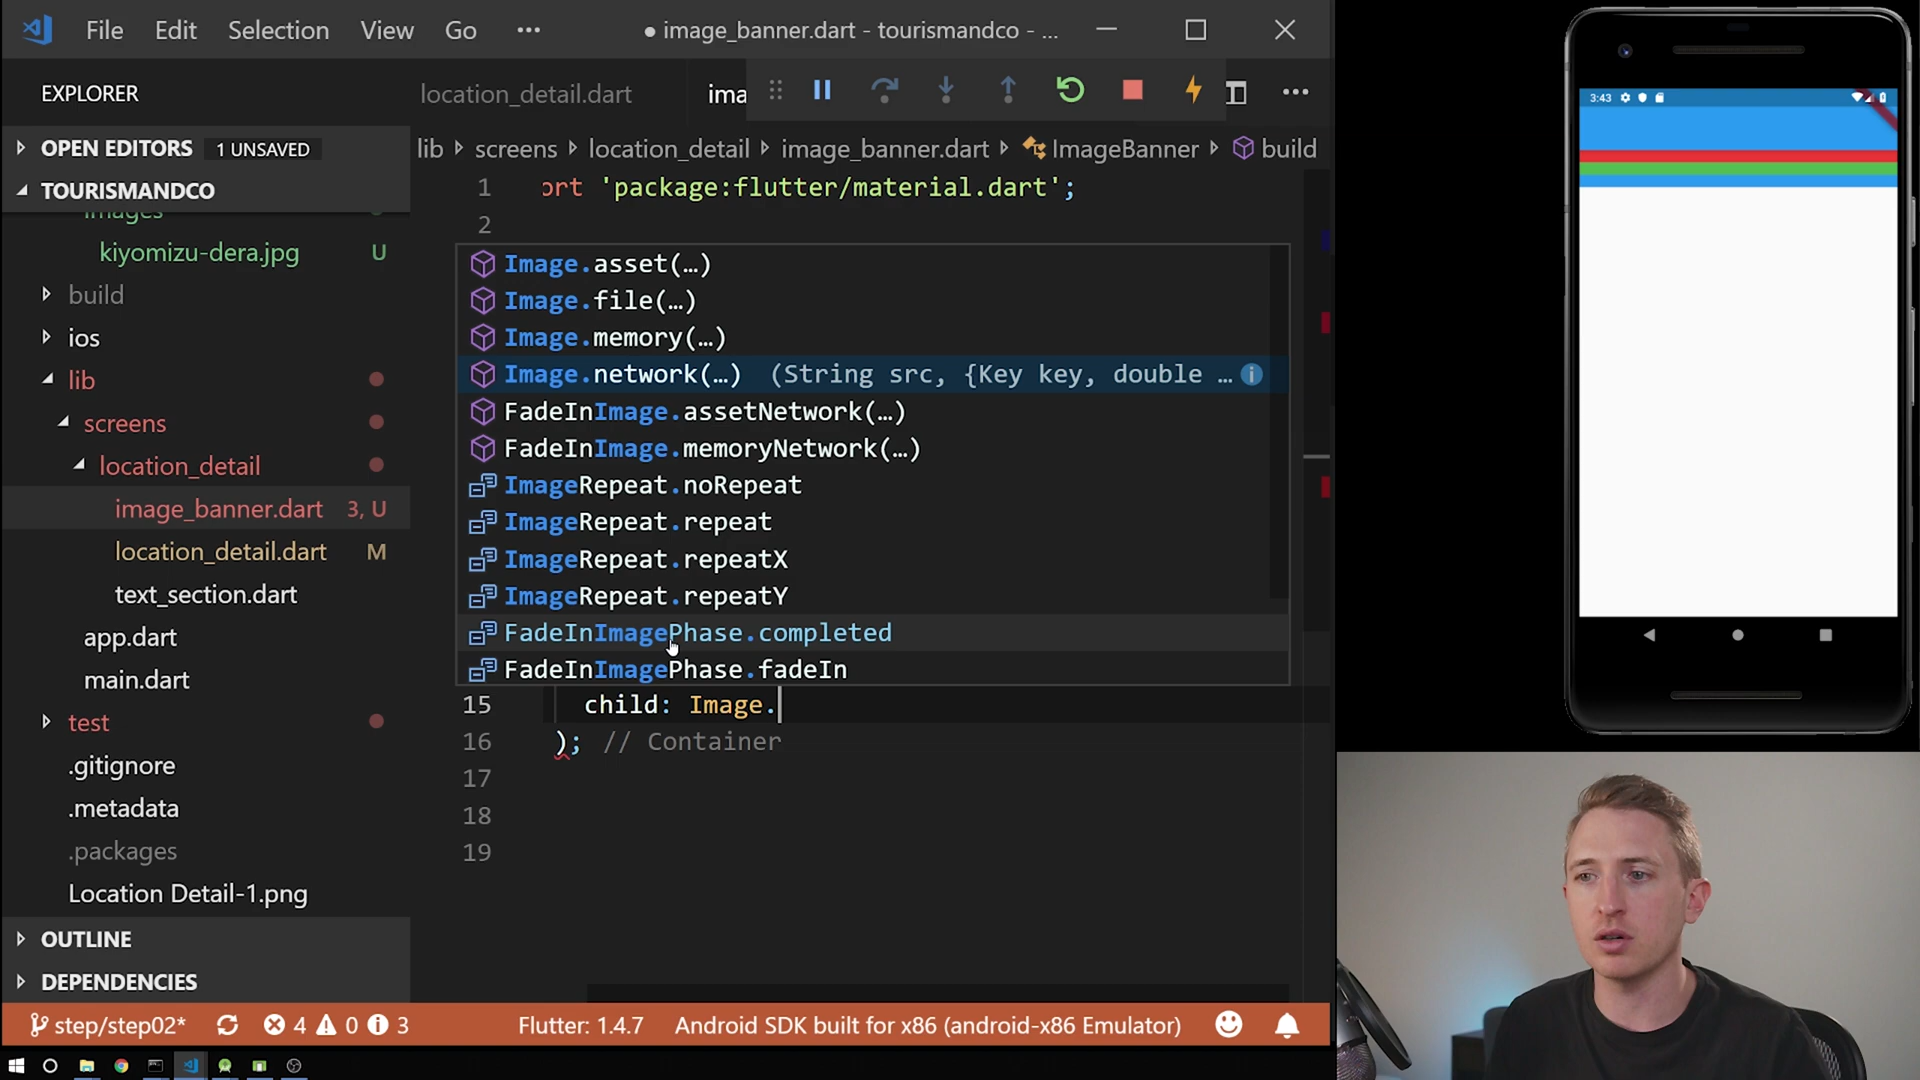 File Edit Selection View Go ••• ● image_banner.dart - tourismandco - ...
EXPLORER
location_detail.dart
ima
OPEN EDITORS 1 UNSAVED
lib screens location_detail image_banner.dart ImageBanner build
TOURISMANDCO
images
kiyomizu-dera.jpg U
build
ios
lib
screens
location_detail
image_banner.dart 3, U
location_detail.dart M
text_section.dart
app.dart
main.dart
test
.gitignore
.metadata
.packages
Location Detail-1.png
OUTLINE
DEPENDENCIES
1 ort 'package:flutter/material.dart';
2
Image.asset(…)
Image.file(…)
Image.memory(…)
Image.network(…) (String src, {Key key, double …
FadeInImage.assetNetwork(…)
FadeInImage.memoryNetwork(…)
ImageRepeat.noRepeat
ImageRepeat.repeat
ImageRepeat.repeatX
ImageRepeat.repeatY
FadeInImagePhase.completed
FadeInImagePhase.fadeIn
15 child: Image.
16 ); // Container
17
18
19
step/step02* 4 0 3 Flutter: 1.4.7 Android SDK built for x86 (android-x86 Emulator)
3:43